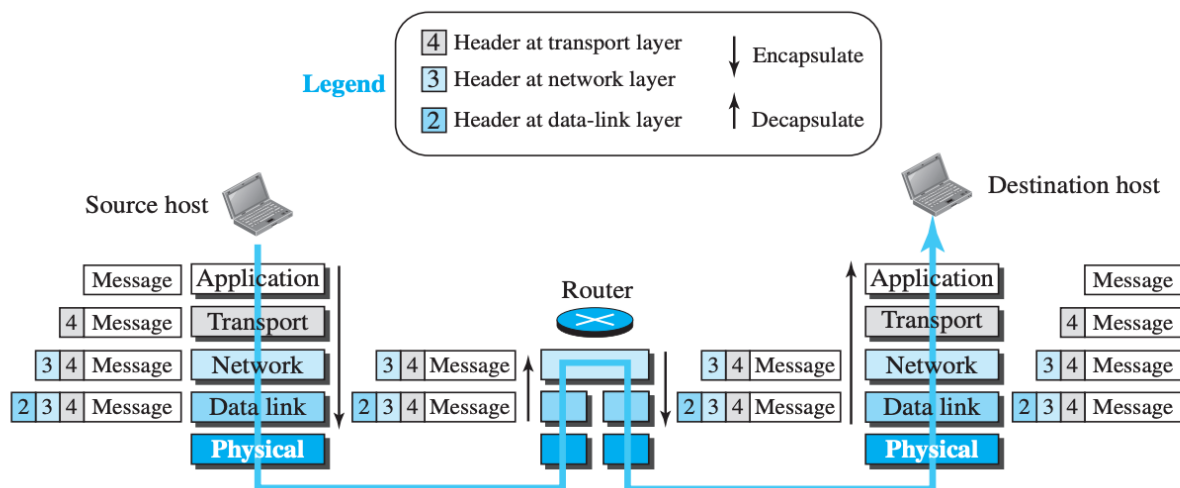 Legend
4 Header at transport layer
3 Header at network layer
2 Header at data-link layer
Encapsulate
Decapsulate
Source host
Destination host
Router
Message Application
4 Message Transport
3 4 Message Network
2 3 4 Message Data link
Physical
3 4 Message
2 3 4 Message
3 4 Message
2 3 4 Message
Application Message
Transport 4 Message
Network 3 4 Message
Data link 2 3 4 Message
Physical